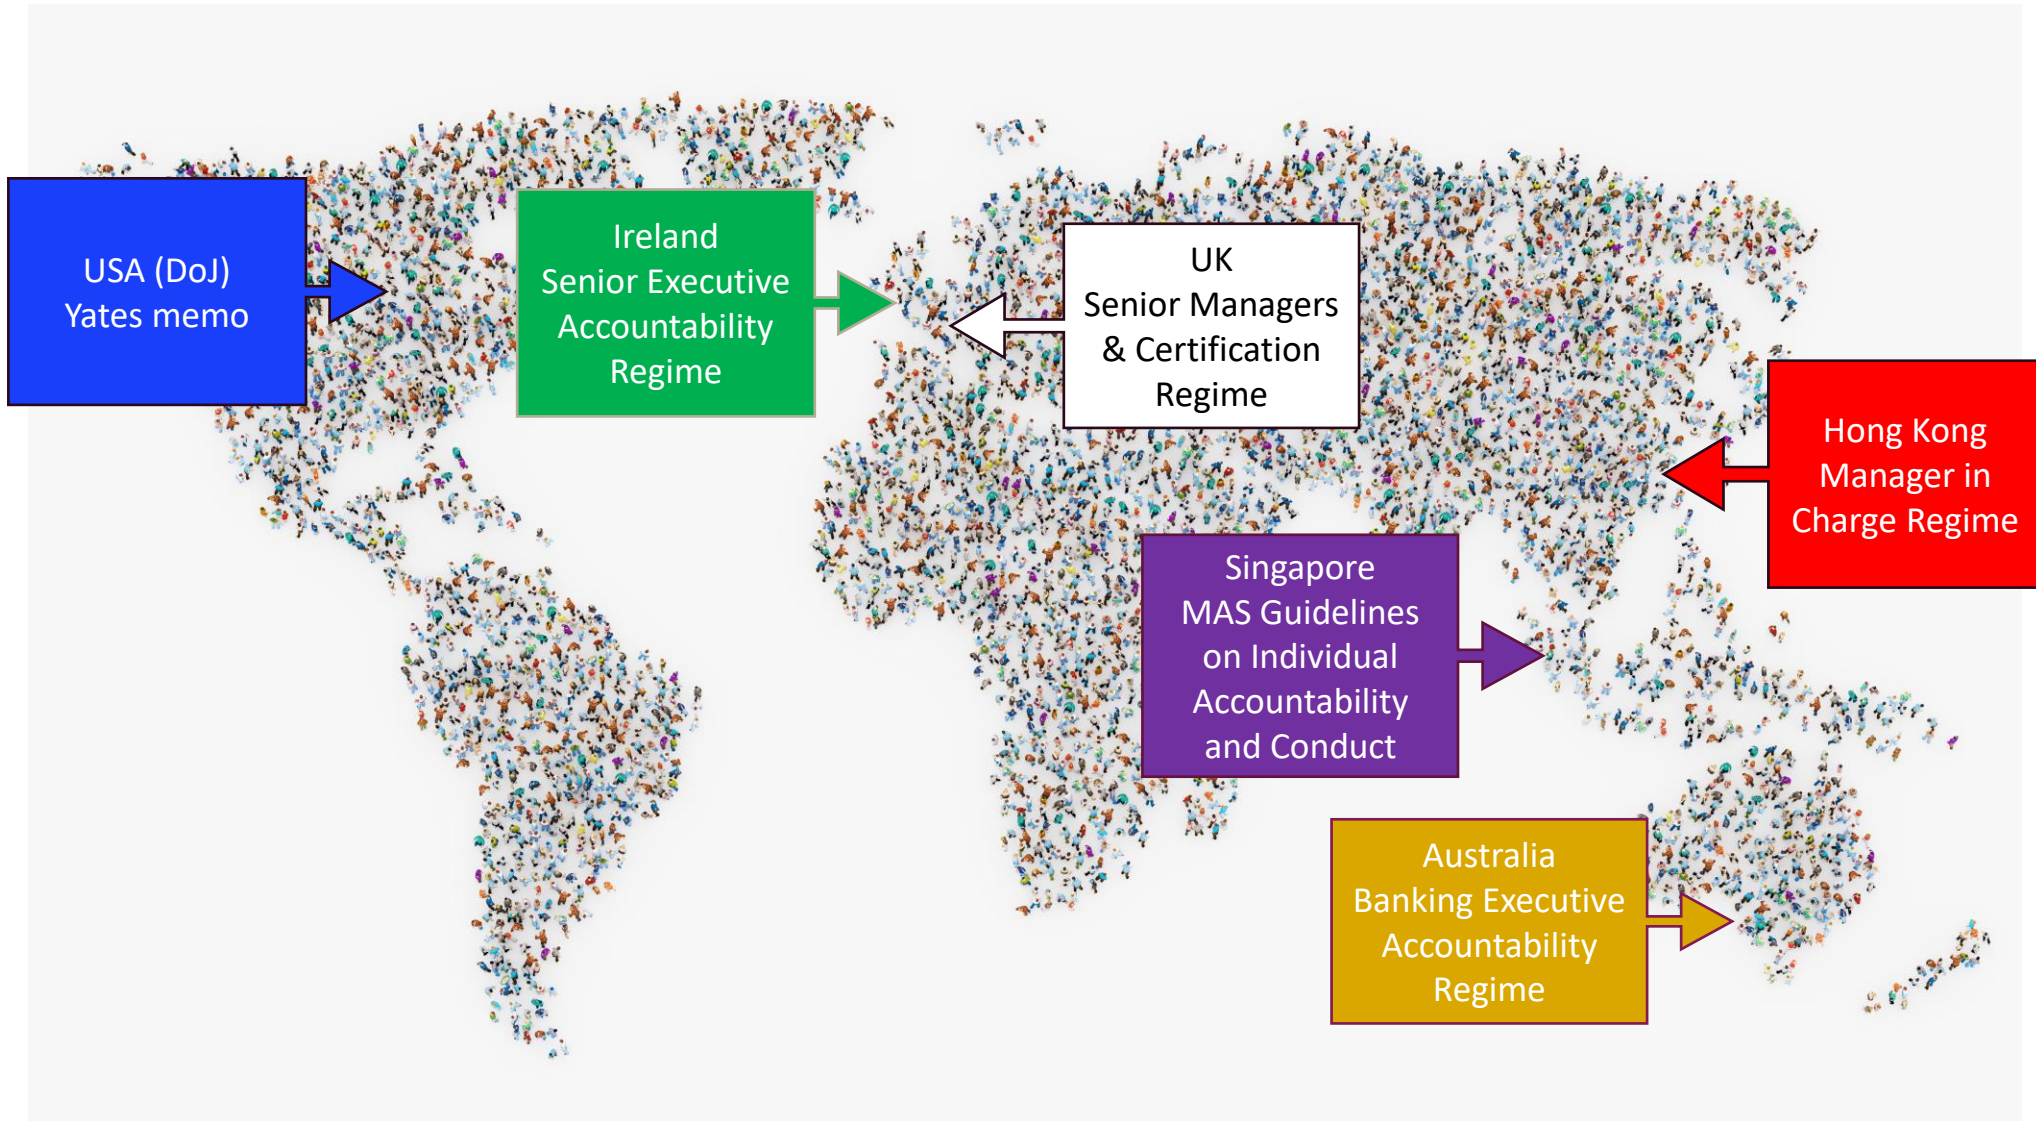 USA (DoJ)
Yates memo
Ireland
Senior Executive
Accountability
Regime
UK
Senior Managers
& Certification
Regime
Hong Kong
Manager in
Charge Regime
Singapore
MAS Guidelines
on Individual
Accountability
and Conduct
Australia
Banking Executive
Accountability
Regime